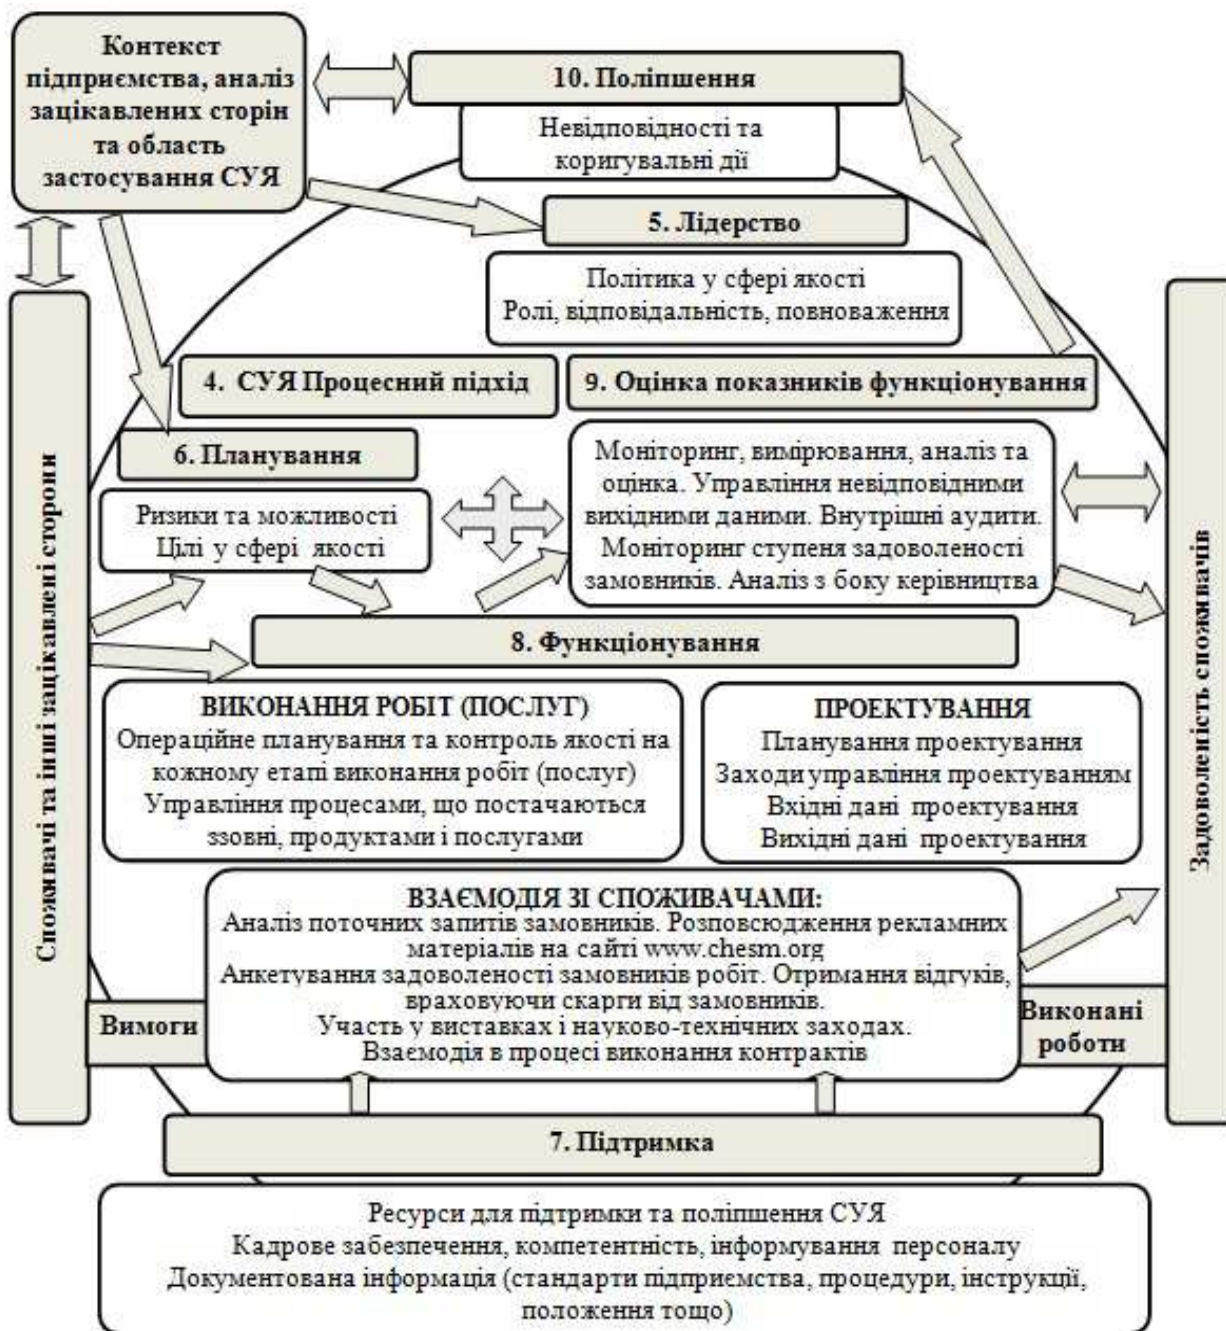 Контекст
підприємства, аналіз
зацікавлених сторін
та область
застосування СУЯ
10. Поліпшення
Невідповідності та
коригувальні дії
5. Лідерство
Політика у сфері якості
Ролі, відповідальність, повноваження
4. СУЯ Процесний підхід
9. Оцінка показників функціонування
6. Планування
Ризики та можливості
Цілі у сфері якості
Моніторинг, вимірювання, аналіз та
оцінка. Управління невідповідними
вихідними даними. Внутрішні аудити.
Моніторинг ступеня задоволеності
замовників. Аналіз з боку керівництва
Споживачі та інші зацікавлені сторони
Задоволеність споживачів
8. Функціонування
ВИКОНАННЯ РОБІТ (ПОСЛУГ)
Операційне планування та контроль якості на
кожному етапі виконання робіт (послуг)
Управління процесами, що постачаються
ззовні, продуктами і послугами
ПРОЕКТУВАННЯ
Планування проектування
Заходи управління проектуванням
Вхідні дані проектування
Вихідні дані проектування
ВЗАЄМОДІЯ ЗІ СПОЖИВАЧАМИ:
Аналіз поточних запитів замовників. Розповсюдження рекламних
матеріалів на сайті www.chesm.org
Анкетування задоволеності замовників робіт. Отримання відгуків,
враховуючи скарги від замовників.
Участь у виставках і науково-технічних заходах.
Взаємодія в процесі виконання контрактів
Вимоги
Виконані
роботи
7. Підтримка
Ресурси для підтримки та поліпшення СУЯ
Кадрове забезпечення, компетентність, інформування персоналу
Документована інформація (стандарти підприємства, процедури, інструкції,
положення тощо)